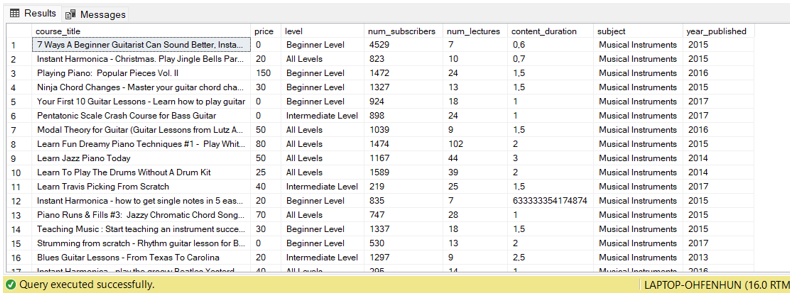 Results Messages
course_title price level num_subscribers num_lectures content_duration subject year_published
1 7 Ways A Beginner Guitarist Can Sound Better, Insta... 0 Beginner Level 4529 7 0,6 Musical Instruments 2015
2 Instant Harmonica - Christmas. Play Jingle Bells Par... 20 All Levels 823 10 0,7 Musical Instruments 2015
3 Playing Piano: Popular Pieces Vol. II 150 Beginner Level 1472 24 1,5 Musical Instruments 2016
4 Ninja Chord Changes - Master your guitar chord cha... 30 Beginner Level 1327 13 1,5 Musical Instruments 2015
5 Your First 10 Guitar Lessons - Learn how to play guitar 0 Beginner Level 924 18 1 Musical Instruments 2017
6 Pentatonic Scale Crash Course for Bass Guitar 0 Intermediate Level 898 24 1 Musical Instruments 2017
7 Modal Theory for Guitar (Guitar Lessons from Lutz A... 50 All Levels 1039 9 1,5 Musical Instruments 2016
8 Learn Fun Dreamy Piano Techniques #1 - Play Whit... 80 All Levels 1474 102 2 Musical Instruments 2015
9 Learn Jazz Piano Today 50 All Levels 1167 44 3 Musical Instruments 2014
10 Learn To Play The Drums Without A Drum Kit 25 All Levels 1589 39 2 Musical Instruments 2014
11 Learn Travis Picking From Scratch 40 Intermediate Level 219 25 1,5 Musical Instruments 2017
12 Instant Harmonica - how to get single notes in 5 eas... 20 Beginner Level 835 7 633333354174874 Musical Instruments 2015
13 Piano Runs & Fills #3: Jazzy Chromatic Chord Song... 70 All Levels 747 28 1 Musical Instruments 2015
14 Teaching Music : Start teaching an instrument succe... 30 Beginner Level 1337 18 1,5 Musical Instruments 2015
15 Strumming from scratch - Rhythm guitar lesson for B... 0 Beginner Level 530 13 2 Musical Instruments 2017
16 Blues Guitar Lessons - From Texas To Carolina 20 Intermediate Level 1297 9 2,5 Musical Instruments 2013
17 Instant Harmonica - play the groovy Beatles 40 All Levels 295 14 1 Musical Instruments 2016
Query executed successfully. LAPTOP-OHFENHUN (16.0 RTM